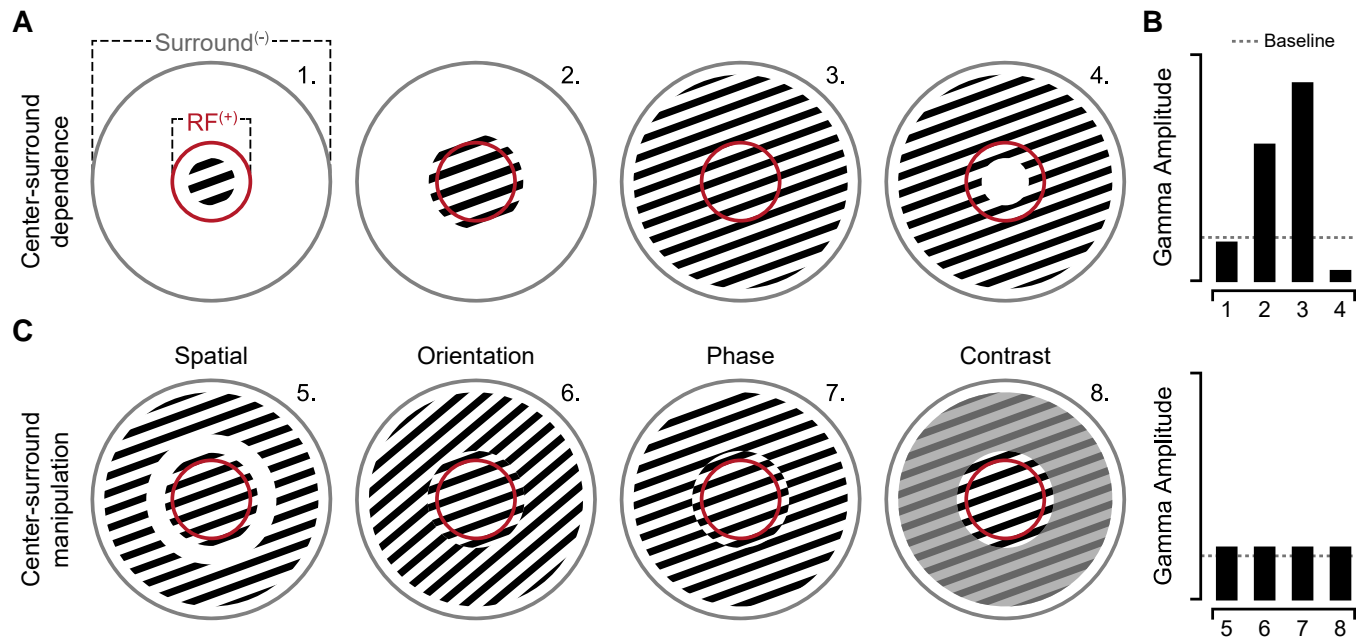 A
B
Surround(-)
1.
2.
3.
4.
Baseline
RF(+)
Center-surround
dependence
Gamma Amplitude
1 2 3 4
C
Spatial
Orientation
Phase
Contrast
5.
6.
7.
8.
Center-surround
manipulation
Gamma Amplitude
5 6 7 8